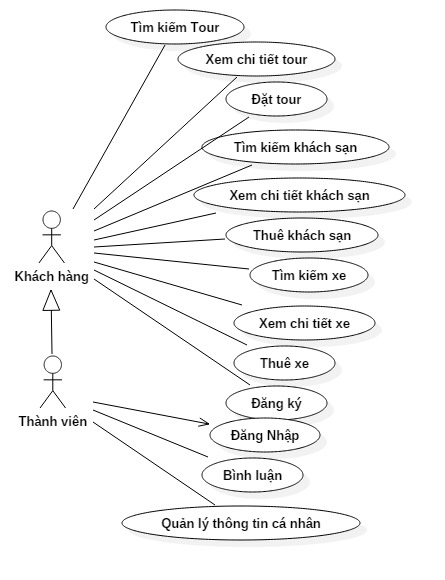 Tìm kiếm Tour
Xem chi tiết tour
Đặt tour
Tìm kiếm khách sạn
Xem chi tiết khách sạn
Thuê khách sạn
Tìm kiếm xe
Khách hàng
Xem chi tiết xe
Thuê xe
Đăng ký
Thành viên
Đăng Nhập
Bình luận
Quản lý thông tin cá nhân